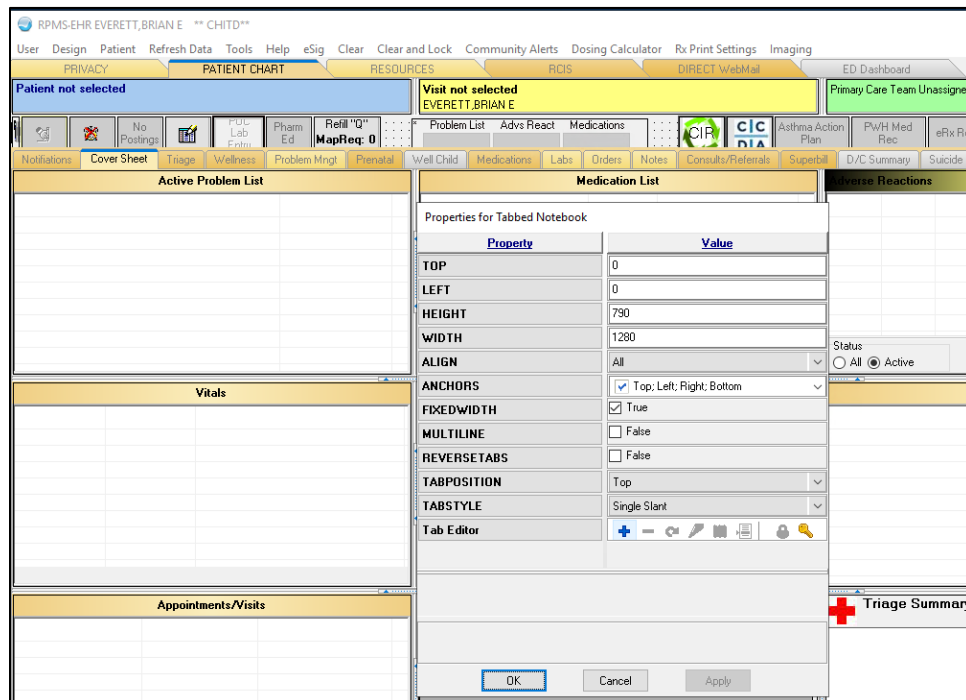 RPMS-EHR EVERETT,BRIAN E ** CHITD**
User Design Patient Refresh Data Tools Help eSig Clear Clear and Lock Community Alerts Dosing Calculator Rx Print Settings Imaging
PRIVACY PATIENT CHART RESOURCES RCIS DIRECT WebMail ED Dashboard
Patient not selected
Visit not selected
EVERETT,BRIAN E
Primary Care Team Unassigne
No Postings
POC Lab Entry
Pharm Ed
Refill "Q"
MapReq: 0
Problem List Advs React Medications
CIR
C|C
D|A
Asthma Action Plan
PWH Med Rec
eRx Re
Notifiations Cover Sheet Triage Wellness Problem Mngt Prenatal Well Child Medications Labs Orders Notes Consults/Referrals Superbill D/C Summary Suicide
Active Problem List
Medication List
Adverse Reactions
Properties for Tabbed Notebook
Property Value
TOP 0
LEFT 0
HEIGHT 790
WIDTH 1280
ALIGN All
ANCHORS Top; Left; Right; Bottom
FIXEDWIDTH True
MULTILINE False
REVERSETABS False
TABPOSITION Top
TABSTYLE Single Slant
Tab Editor
Status
All Active
Vitals
Appointments/Visits
Triage Summary
OK Cancel Apply